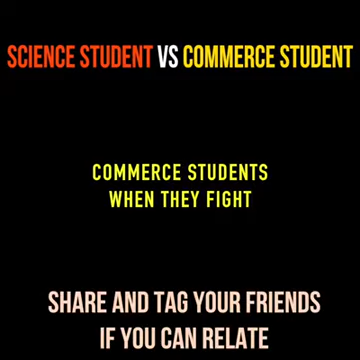 SCIENCE STUDENT VS COMMERCE STUDENT
COMMERCE STUDENTS
WHEN THEY FIGHT
SHARE AND TAG YOUR FRIENDS
IF YOU CAN RELATE